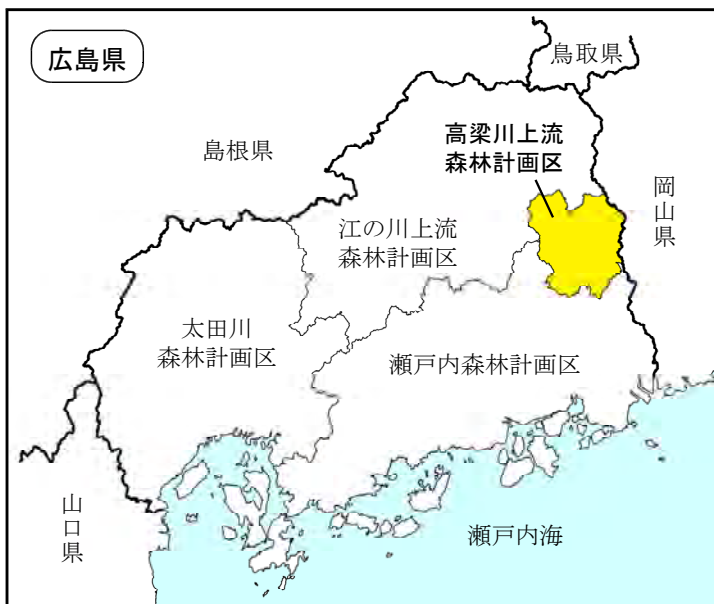 広島県
鳥取県
高梁川上流
森林計画区
島根県
岡山県
江の川上流
森林計画区
太田川
森林計画区
瀬戸内森林計画区
山口県
瀬戸内海